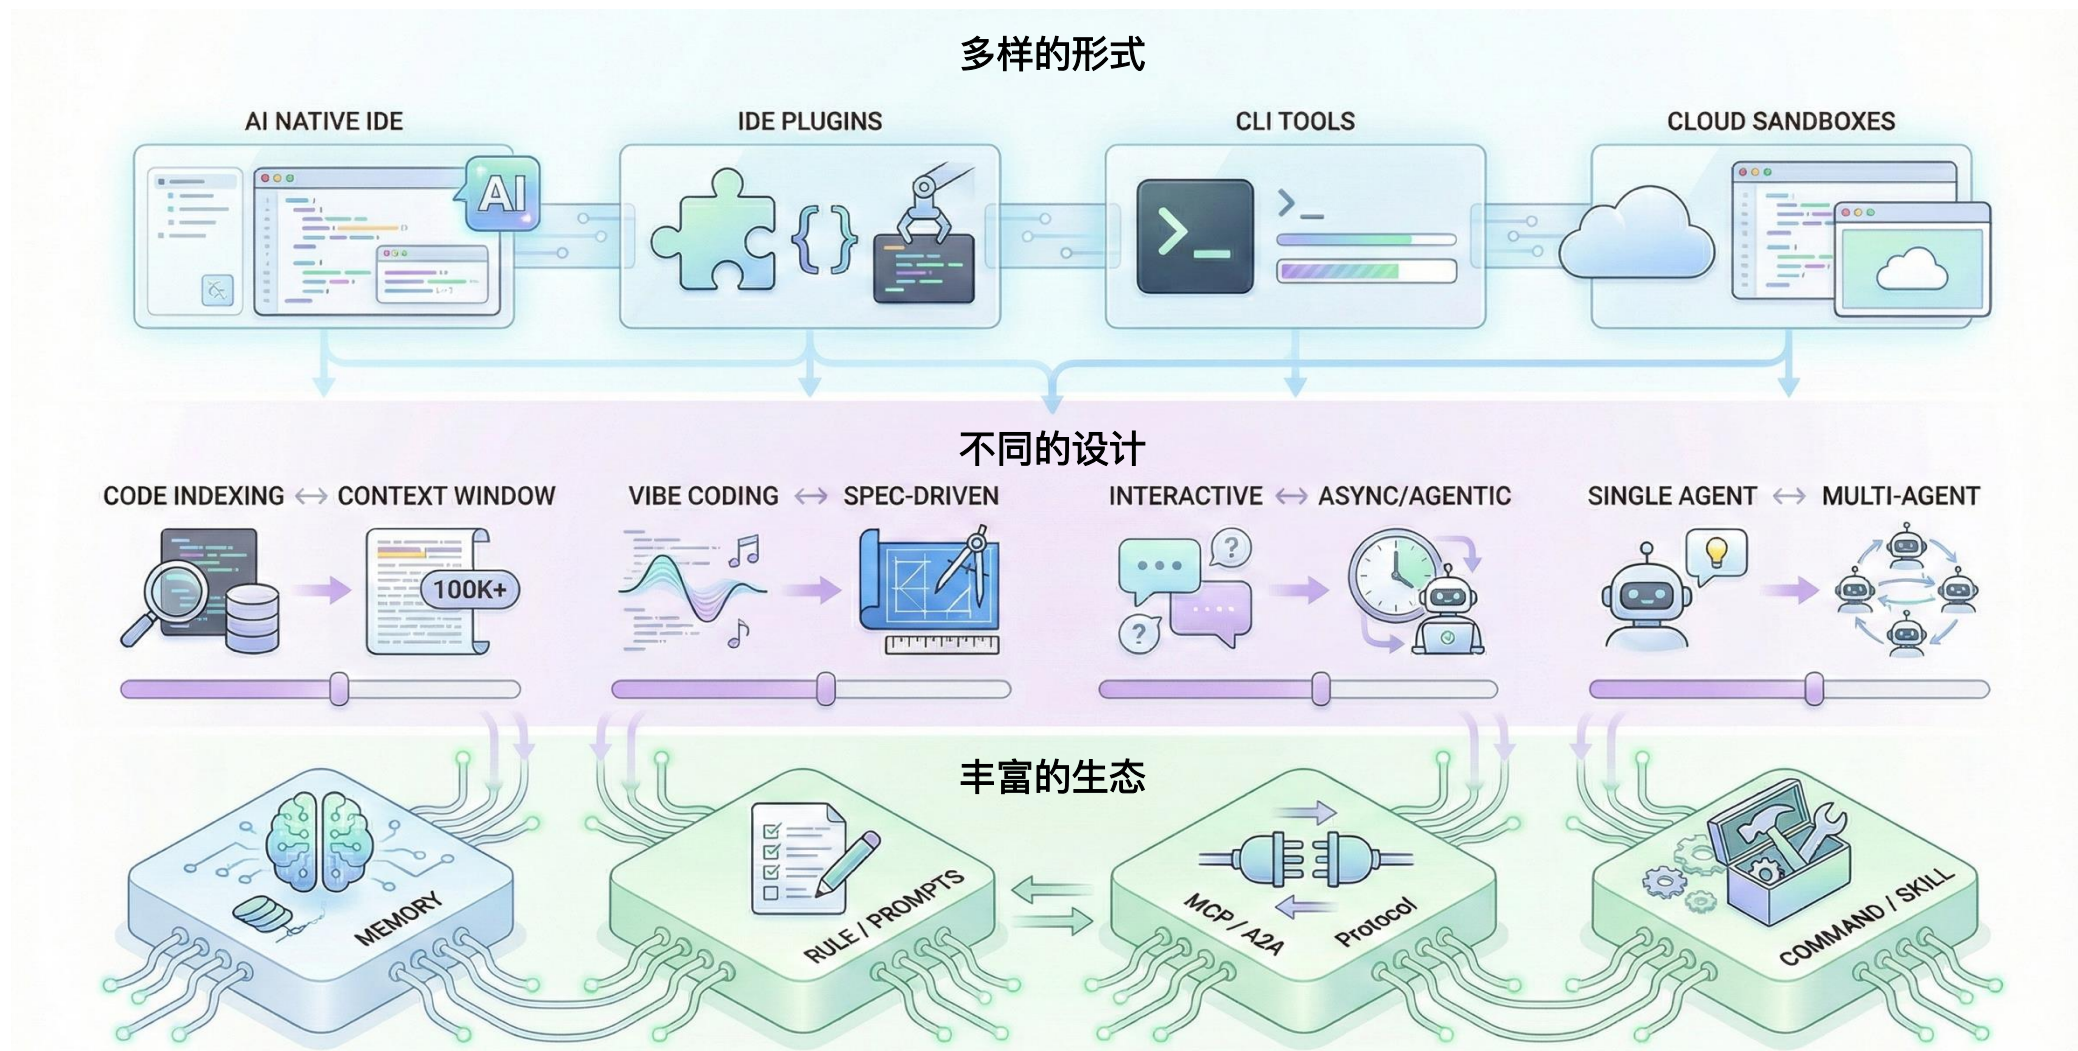 多样的形式
AI NATIVE IDE
IDE PLUGINS
CLI TOOLS
CLOUD SANDBOXES
AI
{}
>_
>_
不同的设计
CODE INDEXING ↔ CONTEXT WINDOW
VIBE CODING ↔ SPEC-DRIVEN
INTERACTIVE ↔ ASYNC/AGENTIC
SINGLE AGENT ↔ MULTI-AGENT
100K+
?
?
丰富的生态
MEMORY
RULE / PROMPTS
MCP / A2A
Protocol
COMMAND / SKILL